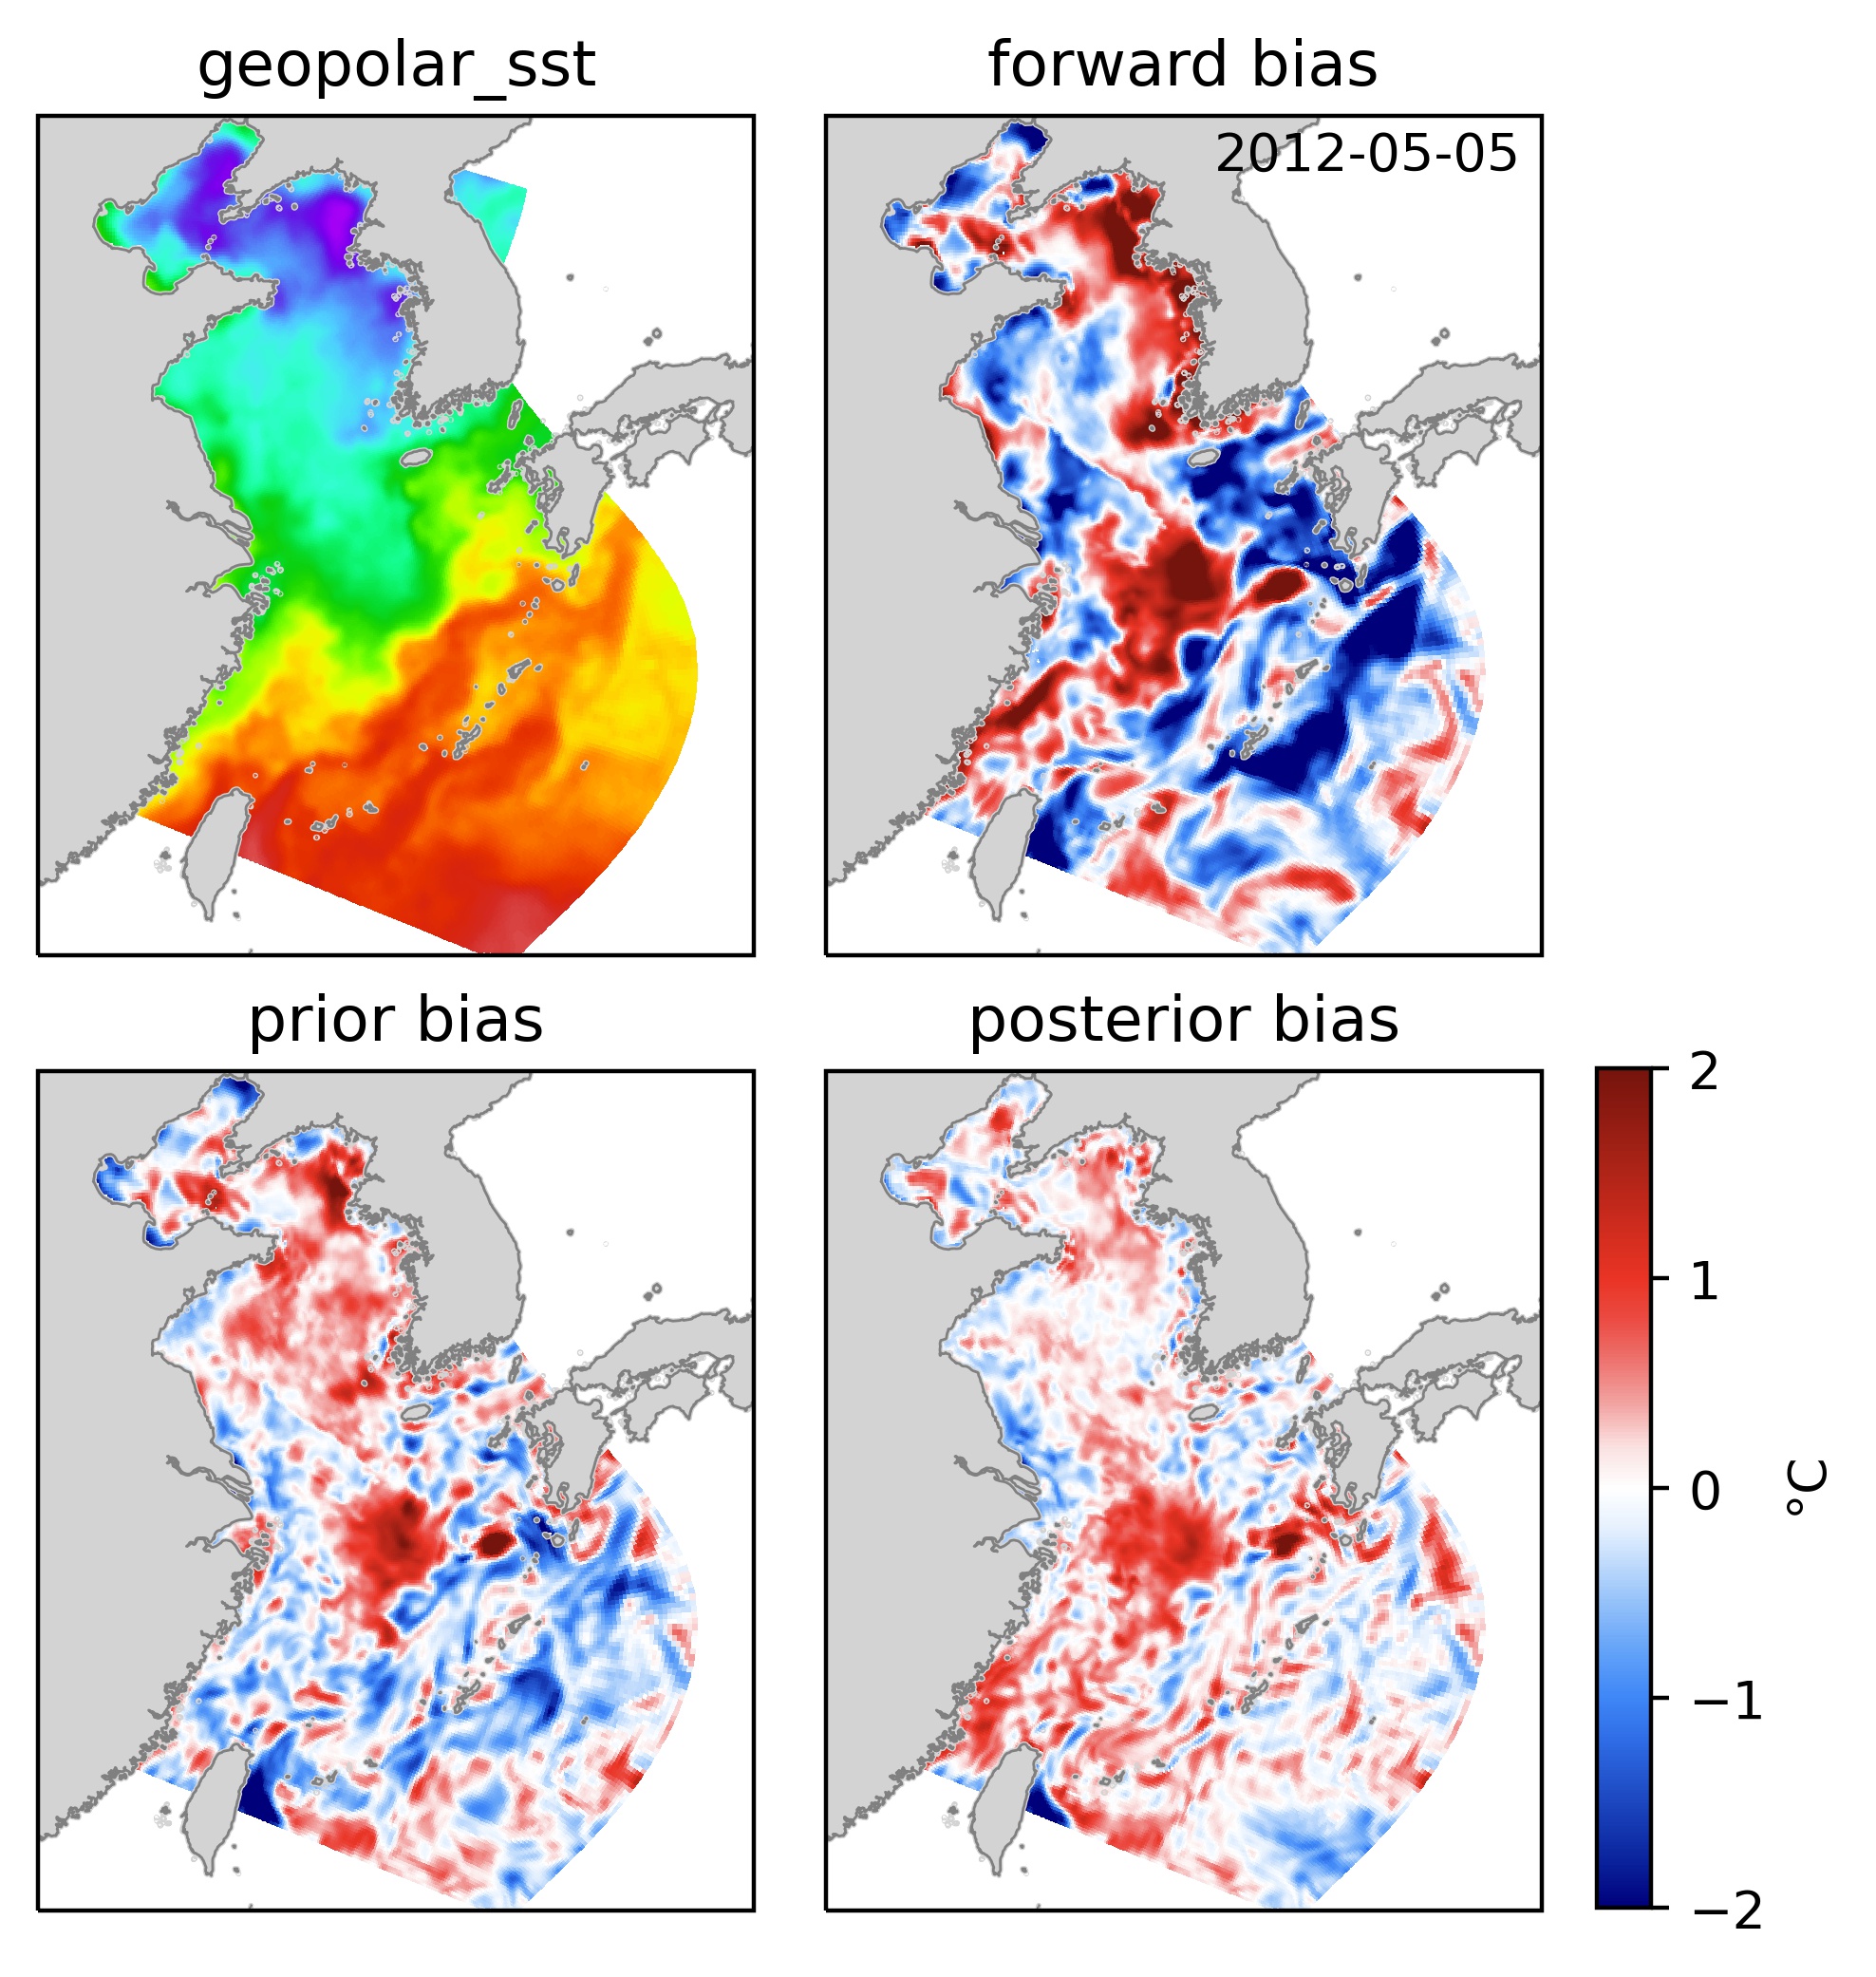 geopolar_sst
forward bias
2012-05-05
prior bias
posterior bias
2
1
0
−1
−2
°C